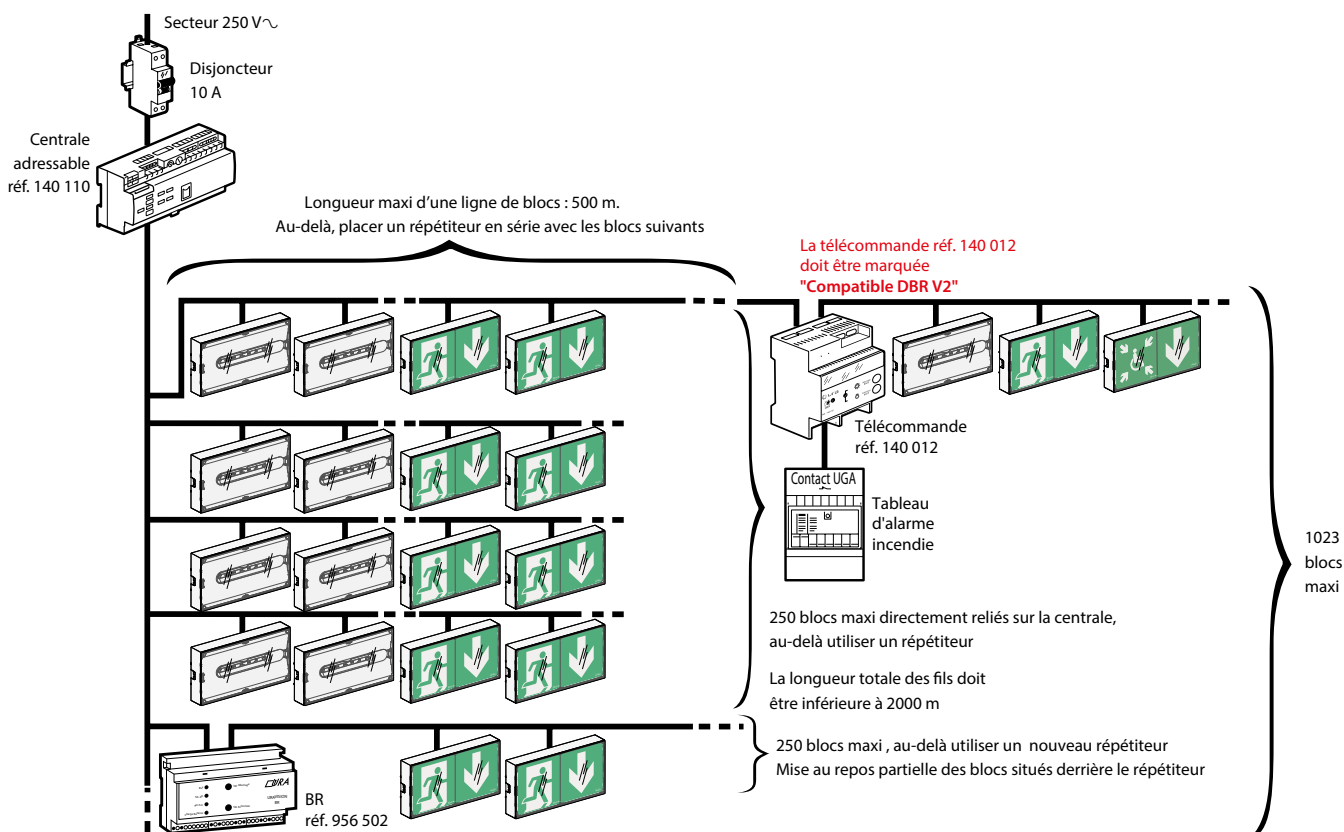 Secteur 250 V∿
Disjoncteur
10 A
Centrale
adressable
réf. 140 110
Longueur maxi d’une ligne de blocs : 500 m.
Au-delà, placer un répétiteur en série avec les blocs suivants
La télécommande réf. 140 012
doit être marquée
"Compatible DBR V2"
Télécommande
réf. 140 012
Contact UGA
Tableau
d'alarme
incendie
1023
blocs
maxi
250 blocs maxi directement reliés sur la centrale,
au-delà utiliser un répétiteur
La longueur totale des fils doit
être inférieure à 2000 m
250 blocs maxi , au-delà utiliser un nouveau répétiteur
Mise au repos partielle des blocs situés derrière le répétiteur
BR
réf. 956 502